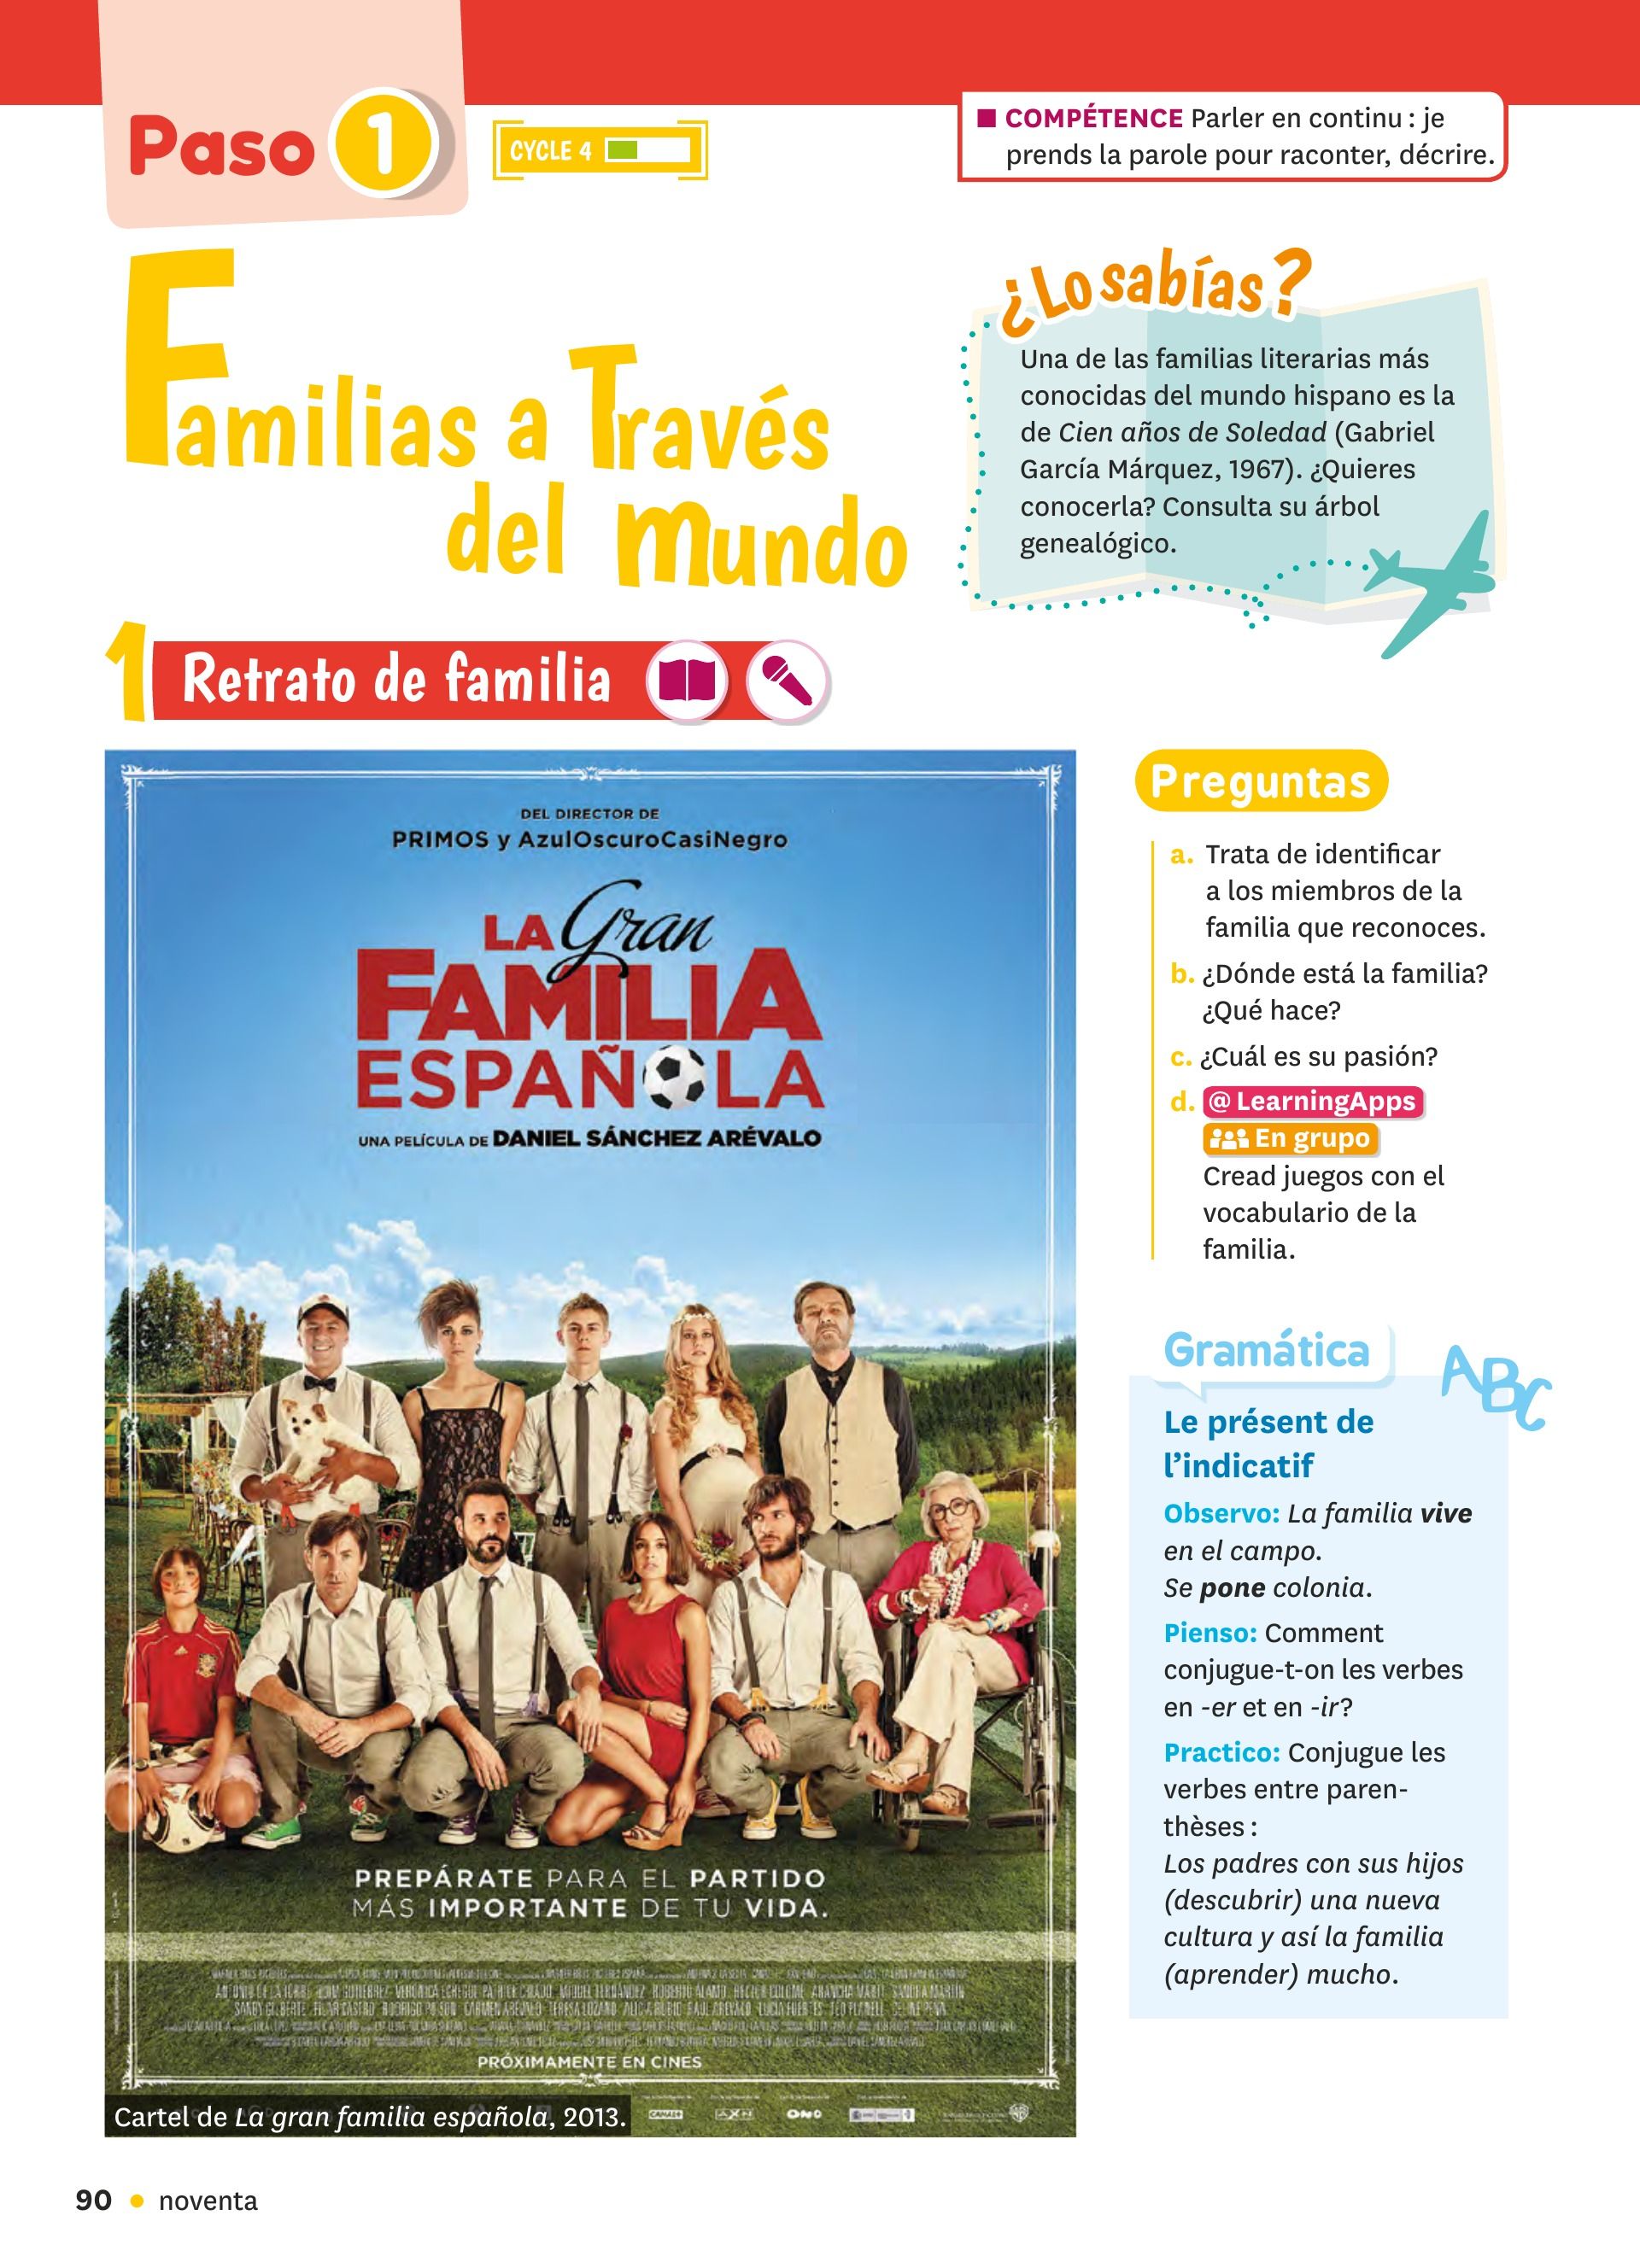 Paso 1
CYCLE 4
■ COMPÉTENCE Parler en continu : je
prends la parole pour raconter, décrire.
Familias a Través
del mundo
¿Lo sabías?
Una de las familias literarias más
conocidas del mundo hispano es la
de Cien años de Soledad (Gabriel
García Márquez, 1967). ¿Quieres
conocerla? Consulta su árbol
genealógico.
1 Retrato de familia
DEL DIRECTOR DE
PRIMOS y AzulOscuroCasiNegro
LA Gran
FAMILIA
ESPAÑOLA
UNA PELÍCULA DE DANIEL SÁNCHEZ ARÉVALO
PREPÁRATE PARA EL PARTIDO
MÁS IMPORTANTE DE TU VIDA.
PRÓXIMAMENTE EN CINES
CANAL+ AXN ONO
Cartel de La gran familia española, 2013.
Preguntas
a. Trata de identificar
a los miembros de la
familia que reconoces.
b. ¿Dónde está la familia?
¿Qué hace?
c. ¿Cuál es su pasión?
d. @ LearningApps
En grupo
Cread juegos con el
vocabulario de la
familia.
Gramática
ABC
Le présent de
l'indicatif
Observo: La familia vive
en el campo.
Se pone colonia.
Pienso: Comment
conjugue-t-on les verbes
en -er et en -ir?
Practico: Conjugue les
verbes entre paren-
thèses :
Los padres con sus hijos
(descubrir) una nueva
cultura y así la familia
(aprender) mucho.
90 • noventa